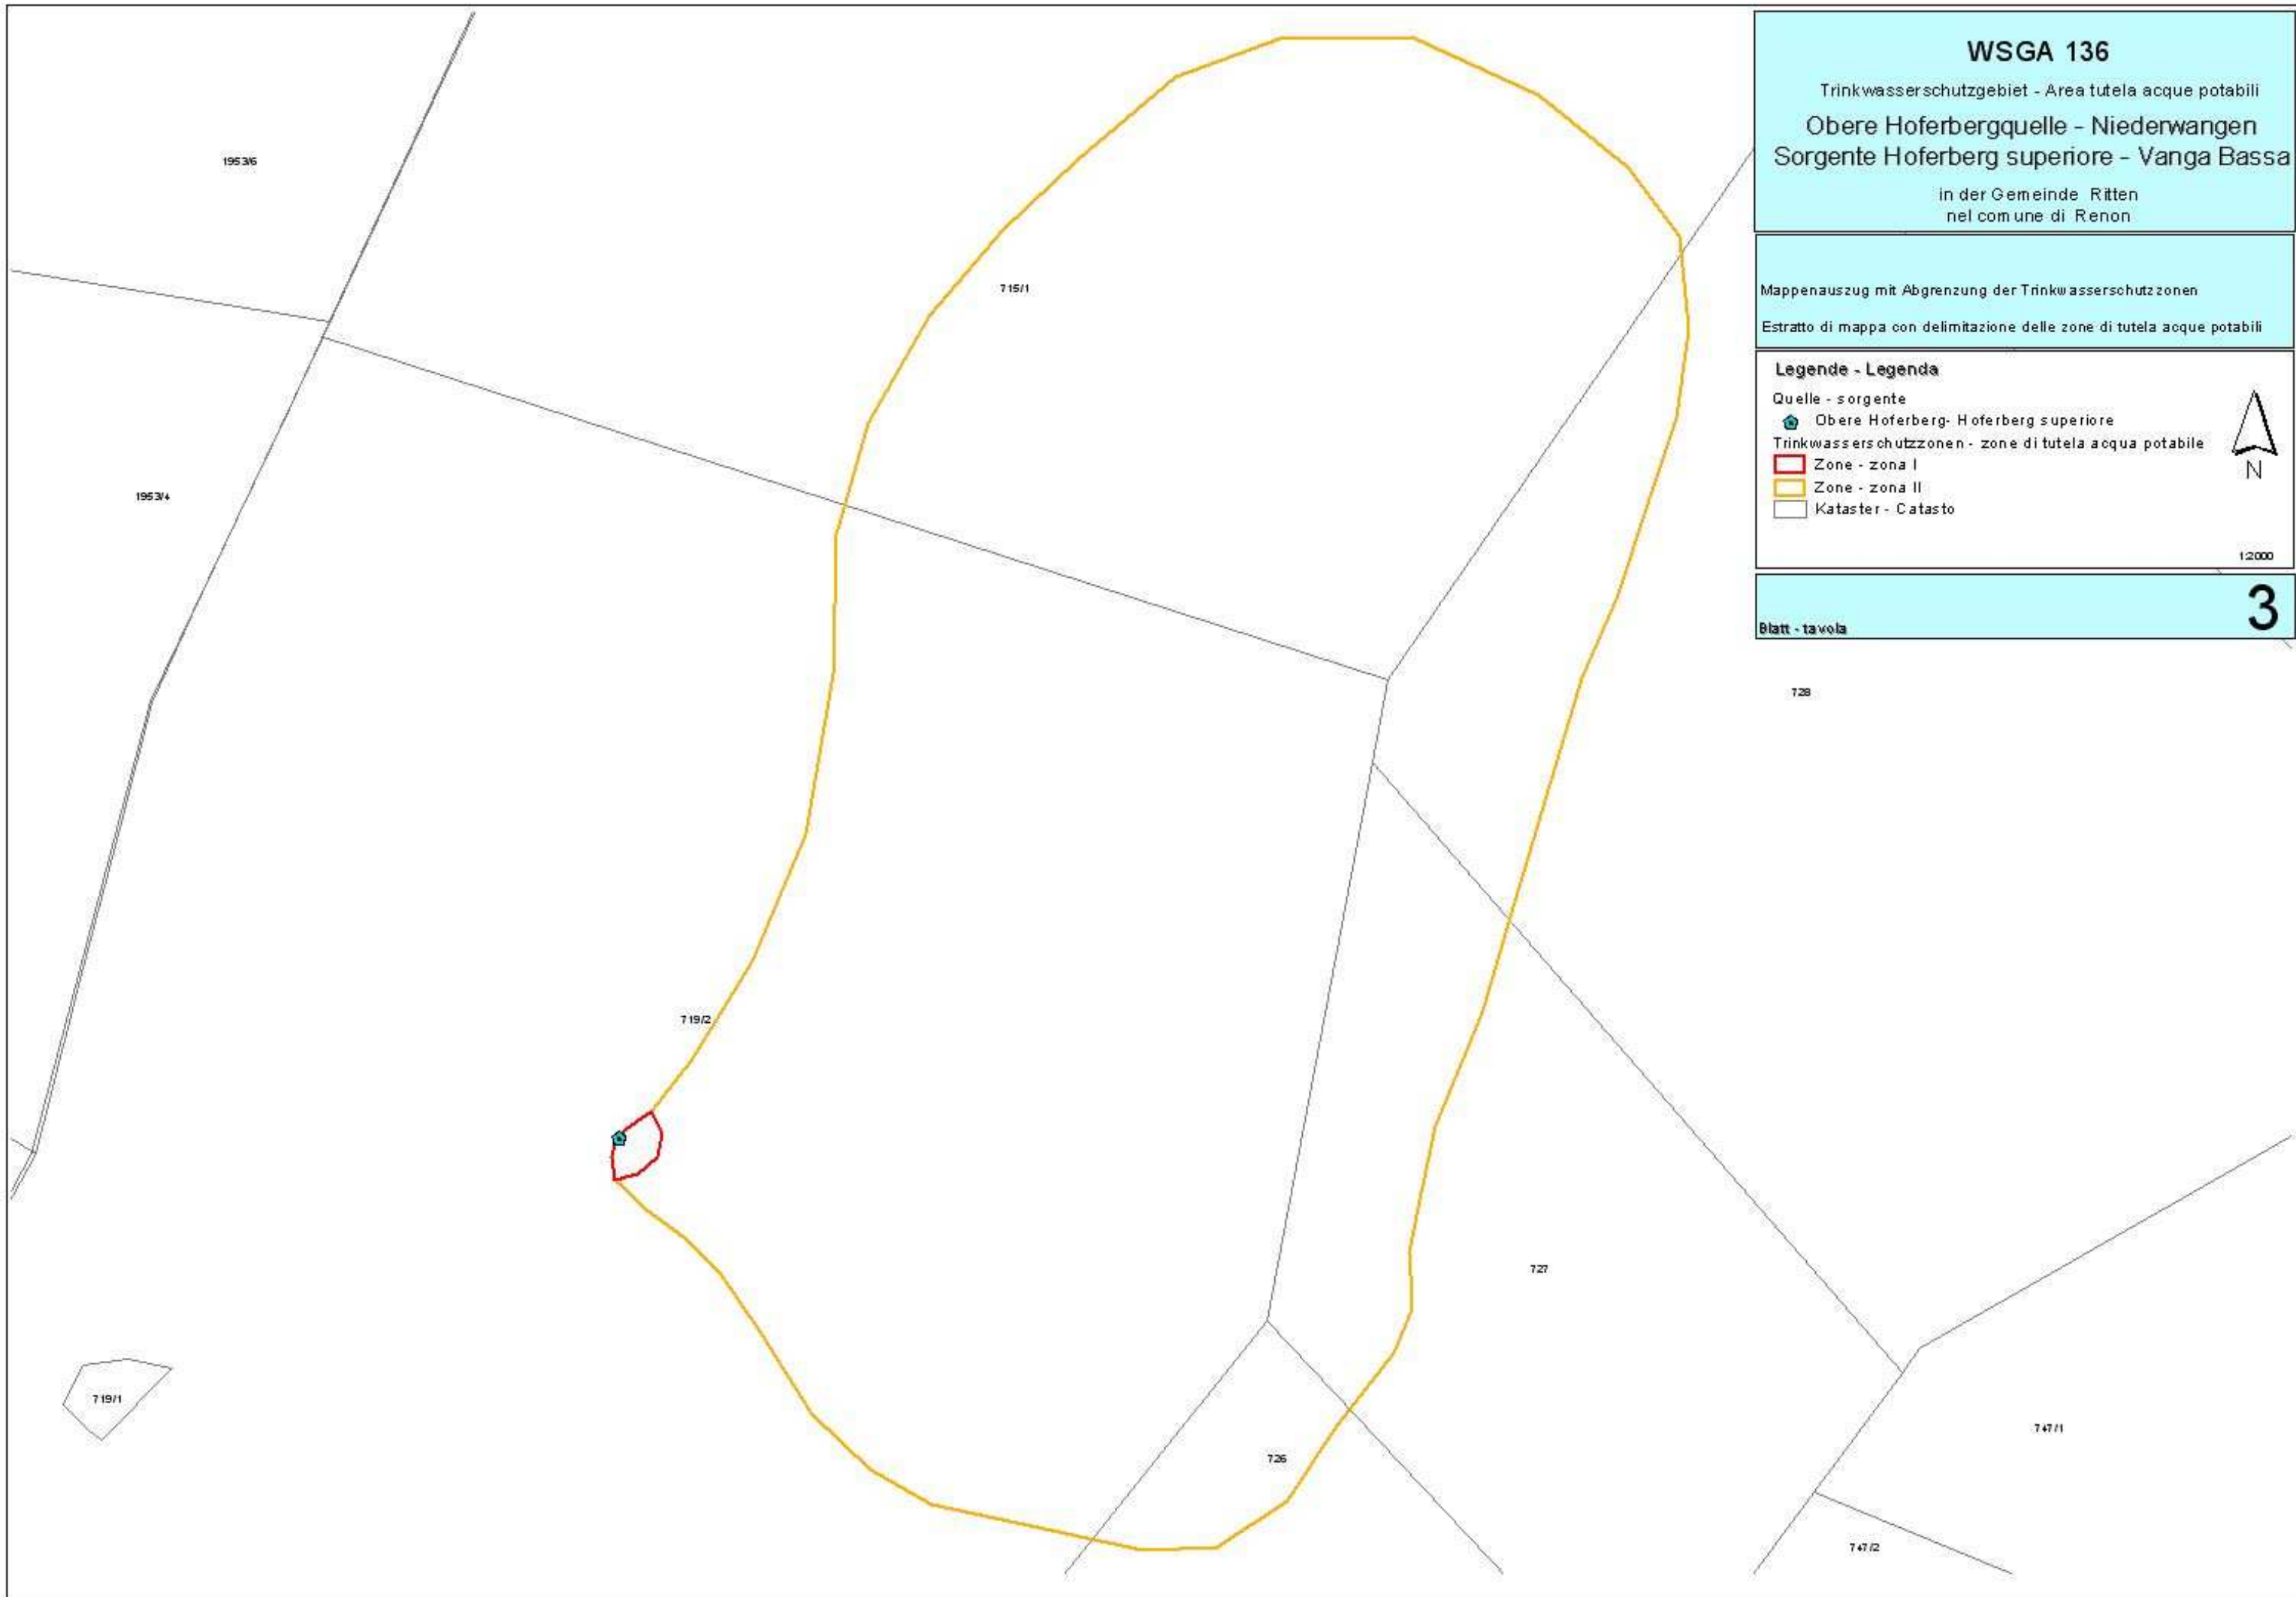 WSGA 136
Trinkwasserschutzgebiet - Area tutela acque potabili
Obere Hoferbergquelle - Niederwangen
Sorgente Hoferberg superiore - Vanga Bassa
in der Gemeinde Ritten
nel comune di Renon
Mappenauszug mit Abgrenzung der Trinkwasserschutzzonen
Estratto di mappa con delimitazione delle zone di tutela acque potabili
Legende - Legenda
Quelle - sorgente
Obere Hoferberg- Hoferberg superiore
Trinkwasserschutzzonen - zone di tutela acqua potabile
Zone - zona I
Zone - zona II
Kataster - Catasto
N
1:2000
3
Blatt - tavola
1953/6
715/1
1953/4
728
719/2
727
719/1
726
747/1
747/2